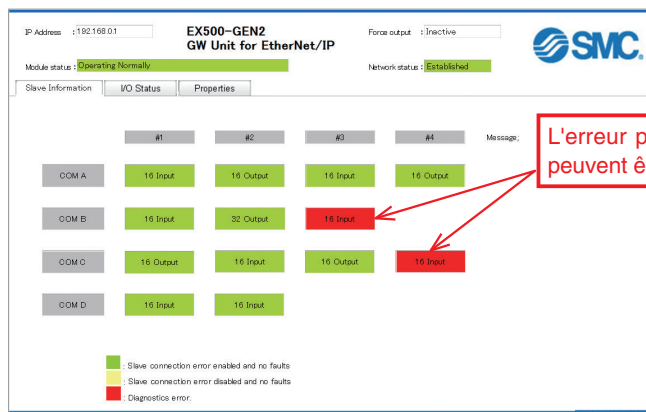 IP Address : 192.168.0.1
EX500-GEN2
GW Unit for EtherNet/IP
Force output : Inactive
SMC.
Module status : Operating Normally
Network status : Established
Slave Information I/O Status Properties
#1 #2 #3 #4 Message;
L'erreur p
peuvent ê
COM A 16 Input 16 Output 16 Input 16 Output
COM B 16 Input 32 Output 16 Input
COM C 16 Output 16 Input 16 Output 16 Input
COM D 16 Input 16 Input
: Slave connection error enabled and no faults
: Slave connection error disabled and no faults
: Diagnostics error.